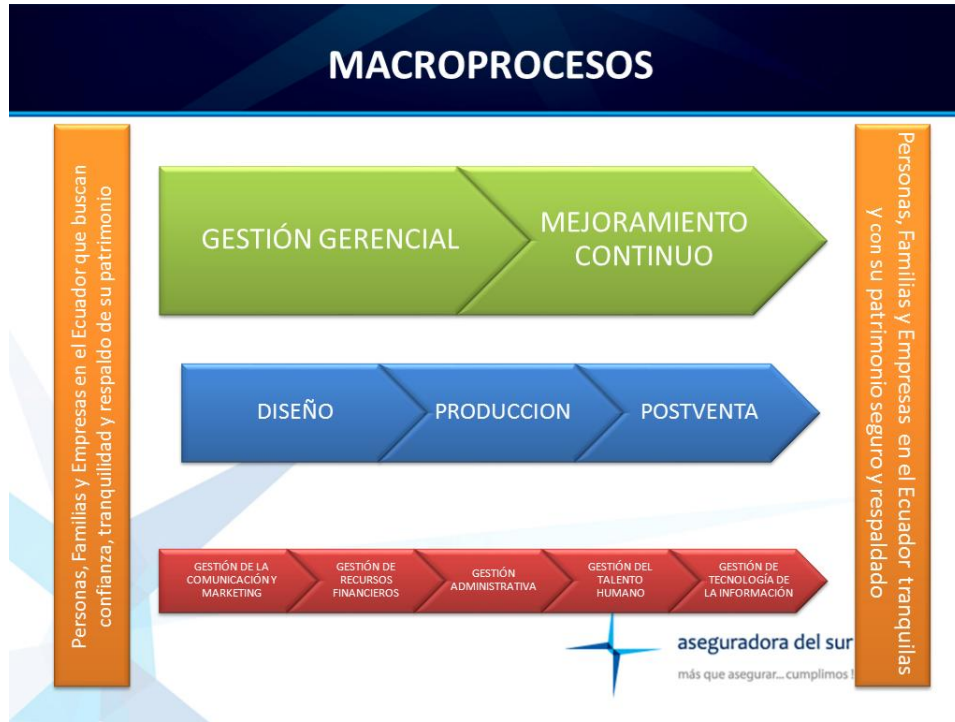 MACROPROCESOS
Personas, Familias y Empresas en el Ecuador que buscan
confianza, tranquilidad y respaldo de su patrimonio
GESTIÓN GERENCIAL
MEJORAMIENTO
CONTINUO
DISEÑO
PRODUCCION
POSTVENTA
GESTIÓN DE LA
COMUNICACIÓN Y
MARKETING
GESTIÓN DE
RECURSOS
FINANCIEROS
GESTIÓN
ADMINISTRATIVA
GESTIÓN DEL
TALENTO
HUMANO
GESTIÓN DE
TECNOLOGÍA DE
LA INFORMACIÓN
Personas, Familias y Empresas en el Ecuador tranquilas
y con su patrimonio seguro y respaldado
aseguradora del sur
más que asegurar... cumplimos !